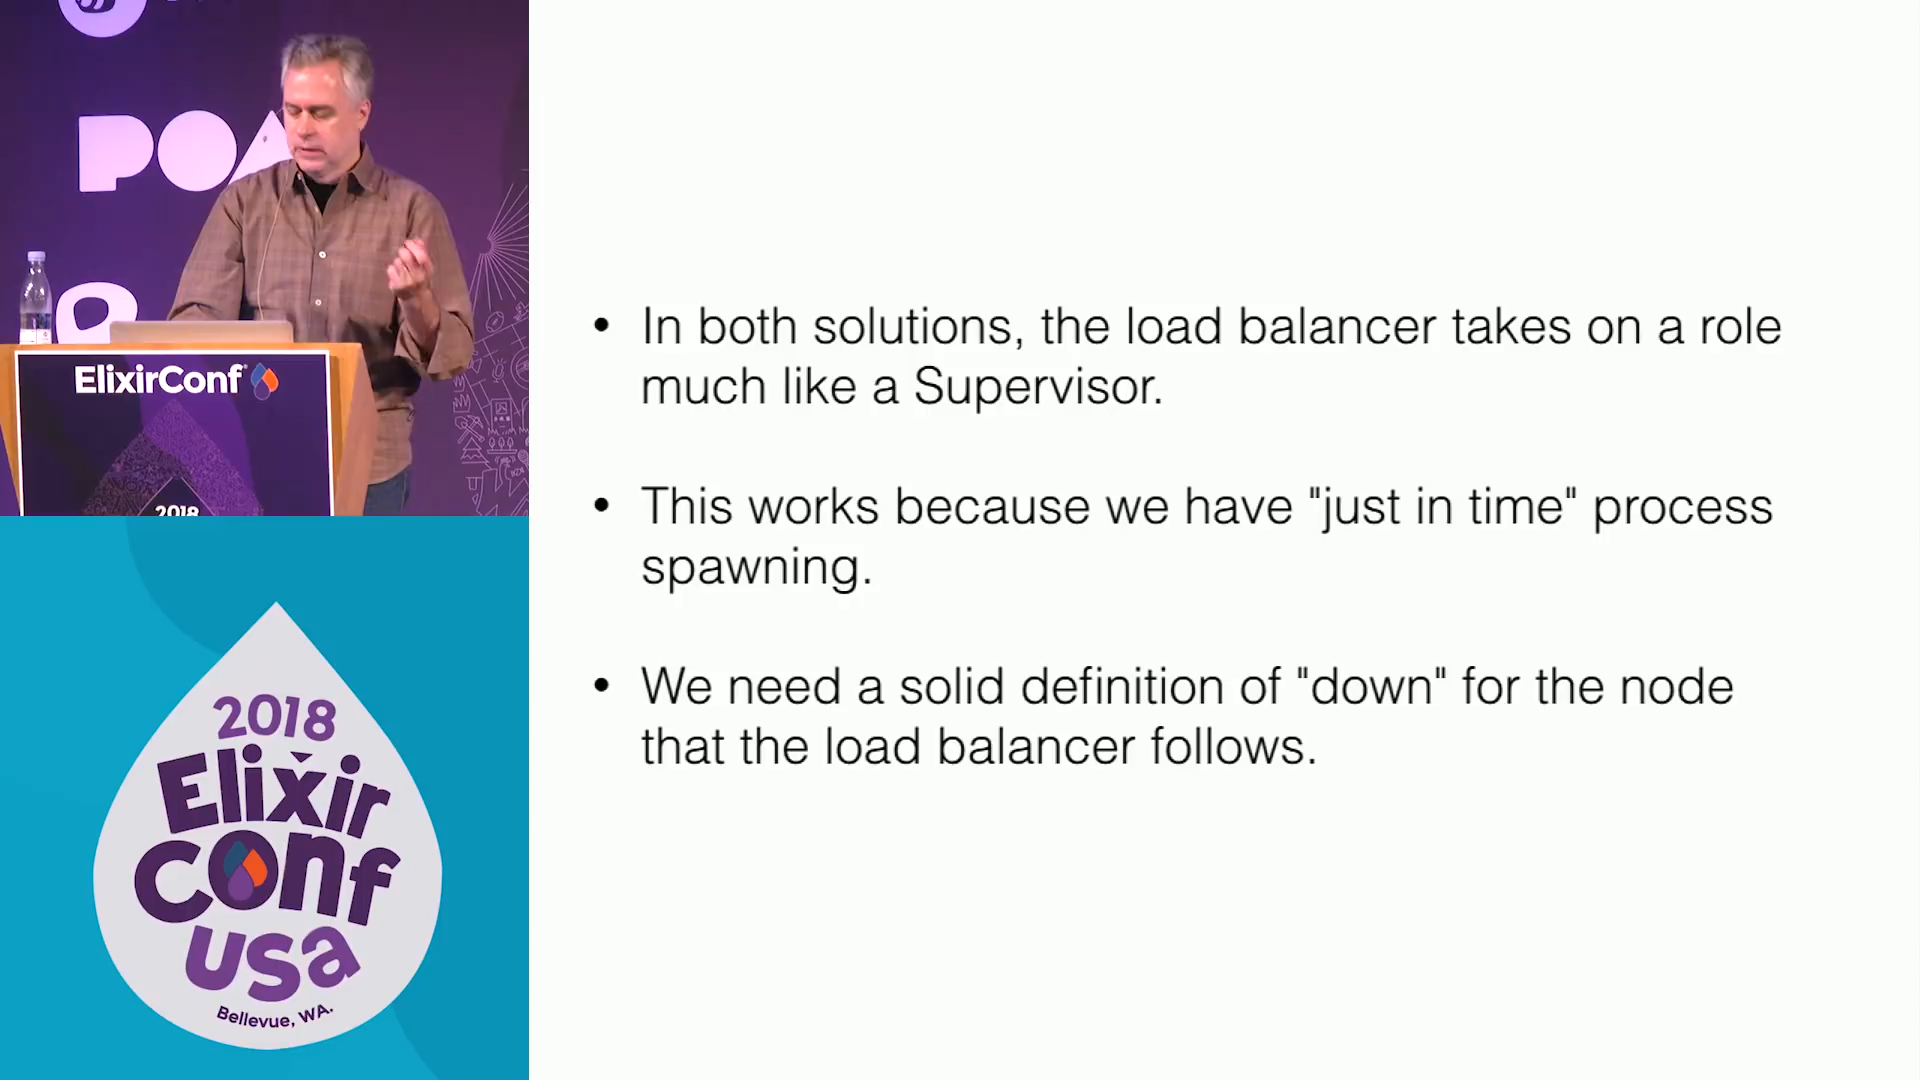 POA
ElixirConf
2018
2018
Elixir
Conf
USA
Bellevue, WA.
• In both solutions, the load balancer takes on a role
much like a Supervisor.
• This works because we have "just in time" process
spawning.
• We need a solid definition of "down" for the node
that the load balancer follows.